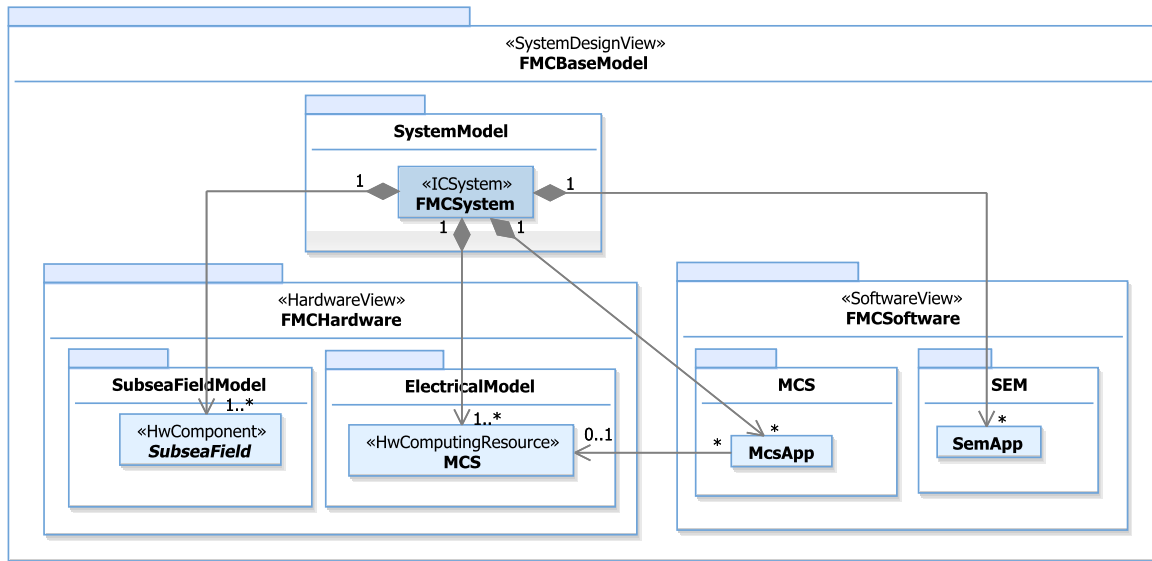 «SystemDesignView»
FMCBaseModel
SystemModel
«ICSystem»
FMCSystem
1
1
1
1
«HardwareView»
FMCHardware
SubseaFieldModel
1..*
«HwComponent»
SubseaField
ElectricalModel
1..*
«HwComputingResource»
MCS
0..1
*
«SoftwareView»
FMCSoftware
MCS
*
McsApp
SEM
*
SemApp